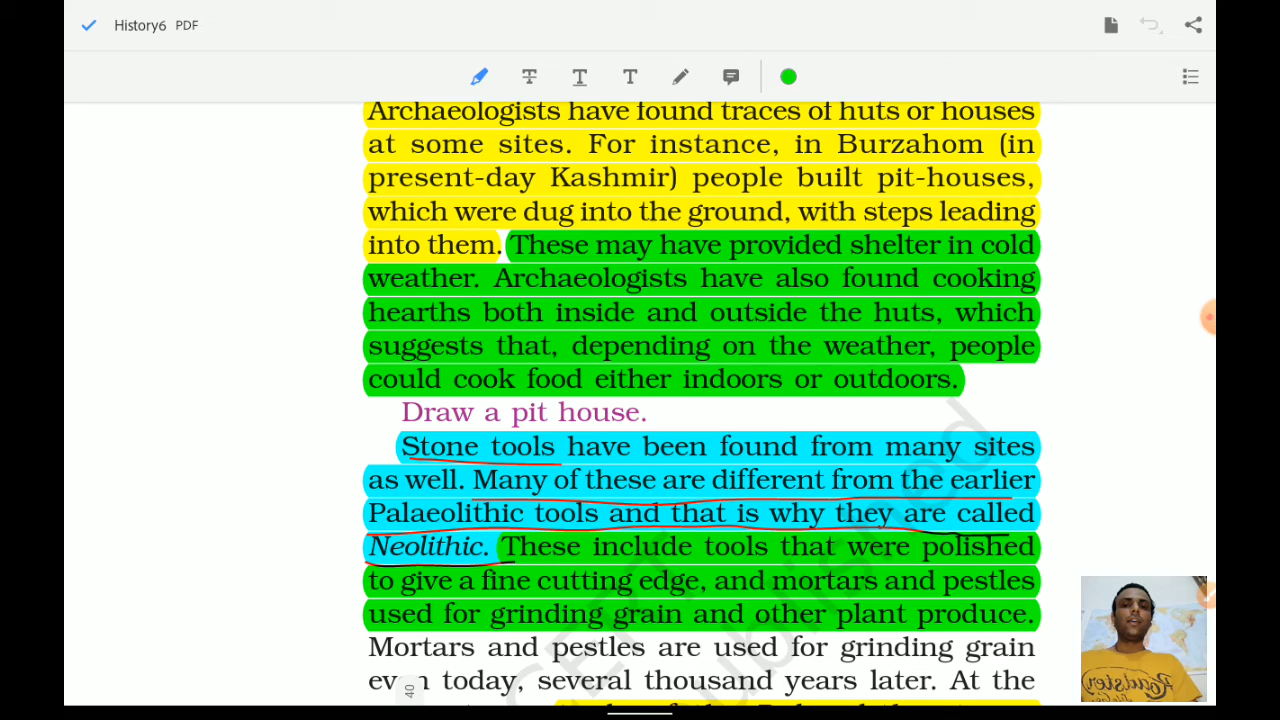 History6 PDF
Archaeologists have found traces of huts or houses
at some sites. For instance, in Burzahom (in
present-day Kashmir) people built pit-houses,
which were dug into the ground, with steps leading
into them. These may have provided shelter in cold
weather. Archaeologists have also found cooking
hearths both inside and outside the huts, which
suggests that, depending on the weather, people
could cook food either indoors or outdoors.
Draw a pit house.
Stone tools have been found from many sites
as well. Many of these are different from the earlier
Palaeolithic tools and that is why they are called
Neolithic. These include tools that were polished
to give a fine cutting edge, and mortars and pestles
used for grinding grain and other plant produce.
Mortars and pestles are used for grinding grain
even today, several thousand years later. At the
40
Roadster